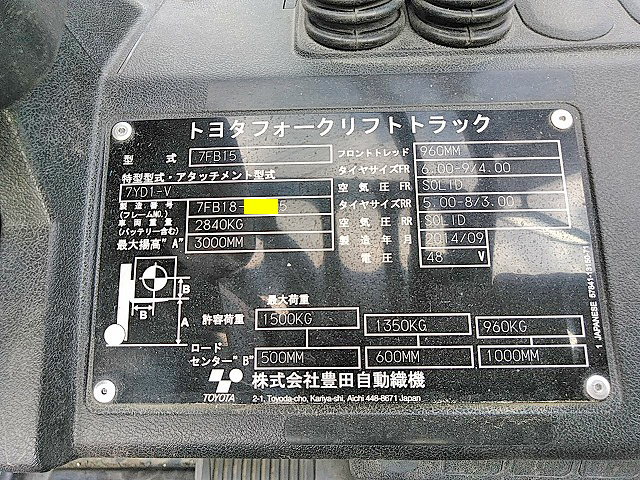 トヨタフォークリフトトラック
型式 7FB15
特型型式・アタッチメント型式
7YD1-V
製造番号
(フレームNO.) 7FB18- 5
車両重量
(バッテリー含む) 2840KG
最大揚高"A" 3000MM
フロントトレッド 960MM
タイヤサイズFR 6.00-9/4.00
空気圧FR SOLID
タイヤサイズRR 5.00-8/3.00
空気圧RR SOLID
製造年月 2014/09
電圧 48 V
B
B
A
最大荷重
許容荷重 1500KG 1350KG 960KG
ロード
センター"B" 500MM 600MM 1000MM
TOYOTA 株式会社豊田自動織機
2-1, Toyoda-cho, Kariya-shi, Aichi 448-8671 Japan
1 JAPANESE